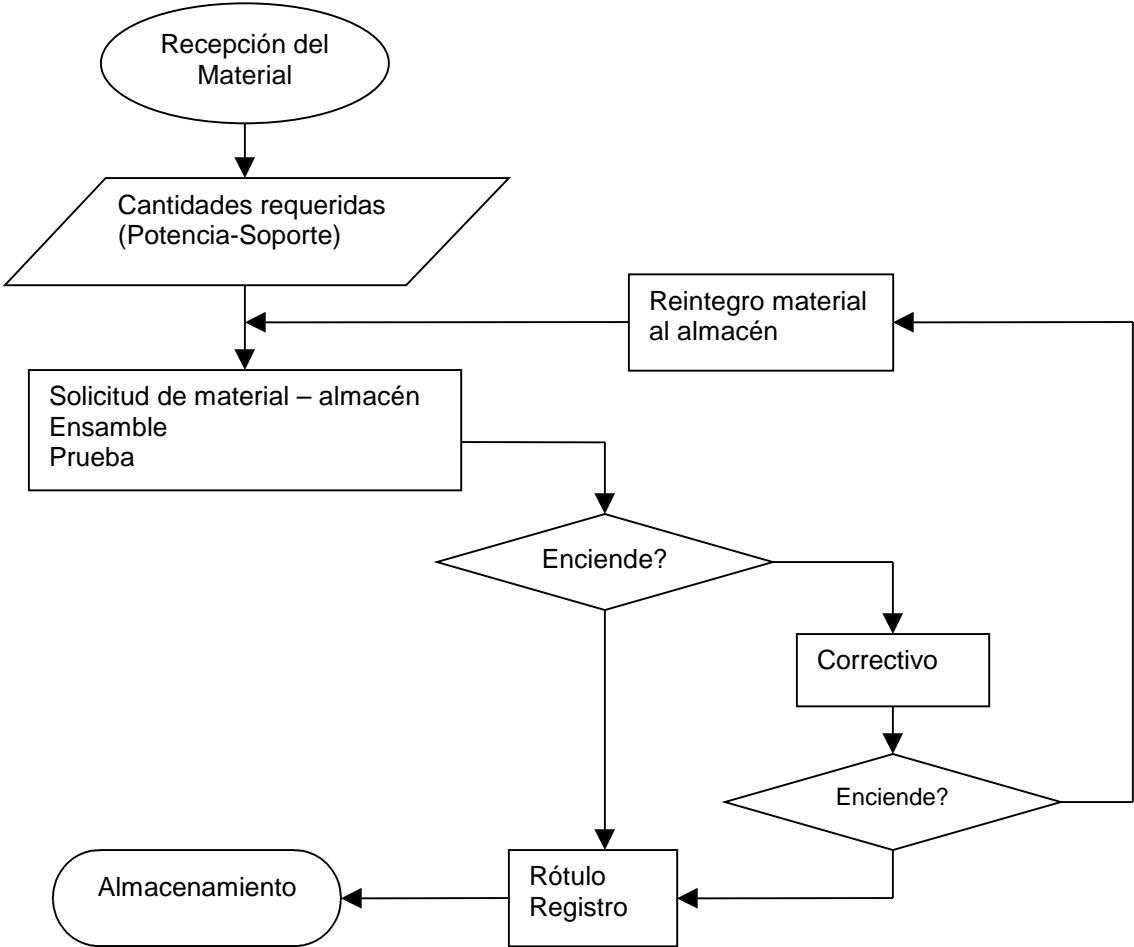 Recepción del
Material
Cantidades requeridas
(Potencia-Soporte)
Reintegro material
al almacén
Solicitud de material – almacén
Ensamble
Prueba
Enciende?
Correctivo
Enciende?
Rótulo
Registro
Almacenamiento